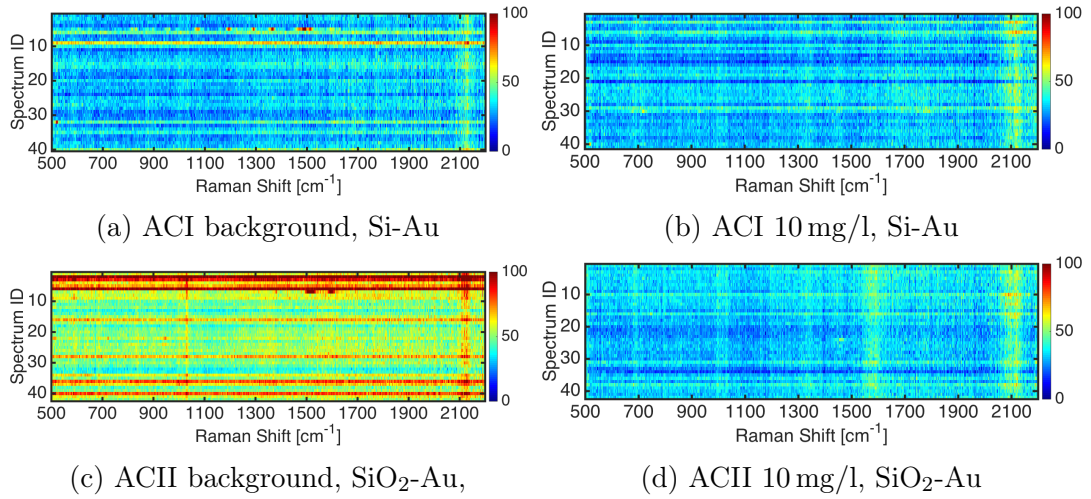 100
50
0
10
20
30
40
Spectrum ID
500 700 900 1100 1300 1500 1700 1900 2100
Raman Shift [cm⁻¹]
(a) ACI background, Si-Au
100
50
0
10
20
30
40
Spectrum ID
500 700 900 1100 1300 1500 1700 1900 2100
Raman Shift [cm⁻¹]
(b) ACI 10 mg/l, Si-Au
100
50
0
10
20
30
40
Spectrum ID
500 700 900 1100 1300 1500 1700 1900 2100
Raman Shift [cm⁻¹]
(c) ACII background, SiO₂-Au,
100
50
0
10
20
30
40
Spectrum ID
500 700 900 1100 1300 1500 1700 1900 2100
Raman Shift [cm⁻¹]
(d) ACII 10 mg/l, SiO₂-Au